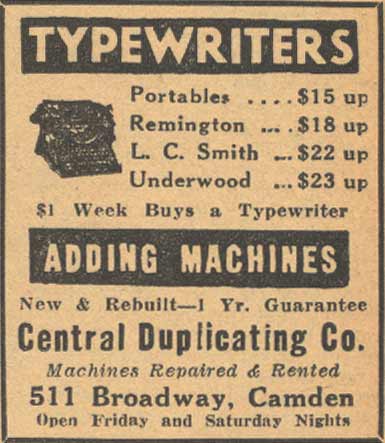 TYPEWRITERS
Portables ....$15 up
Remington ...$18 up
L. C. Smith ...$22 up
Underwood ...$23 up
$1 Week Buys a Typewriter
ADDING MACHINES
New & Rebuilt—1 Yr. Guarantee
Central Duplicating Co.
Machines Repaired & Rented
511 Broadway, Camden
Open Friday and Saturday Nights